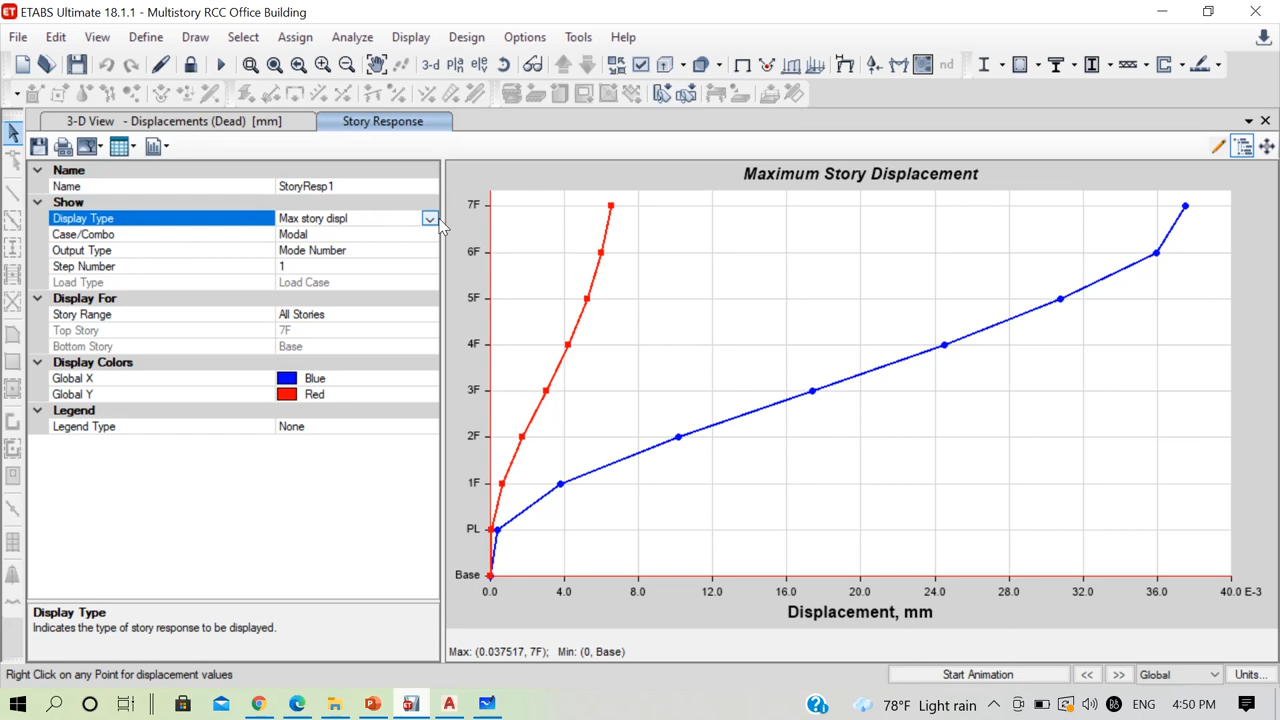 ETABS Ultimate 18.1.1 - Multistory RCC Office Building
File Edit View Define Draw Select Assign Analyze Display Design Options Tools Help
3-d nd
3-D View - Displacements (Dead) [mm] Story Response
Name
Name StoryResp1
Show
Display Type Max story displ
Case/Combo Modal
Output Type Mode Number
Step Number 1
Load Type Load Case
Display For
Story Range All Stories
Top Story 7F
Bottom Story Base
Display Colors
Global X Blue
Global Y Red
Legend
Legend Type None
Display Type
Indicates the type of story response to be displayed.
Maximum Story Displacement
7F
6F
5F
4F
3F
2F
1F
PL
Base
0.0 4.0 8.0 12.0 16.0 20.0 24.0 28.0 32.0 36.0 40.0 E-3
Displacement, mm
Max: (0.037517, 7F); Min: (0, Base)
Right Click on any Point for displacement values Start Animation << >> Global Units...
78°F Light rain ENG 4:50 PM